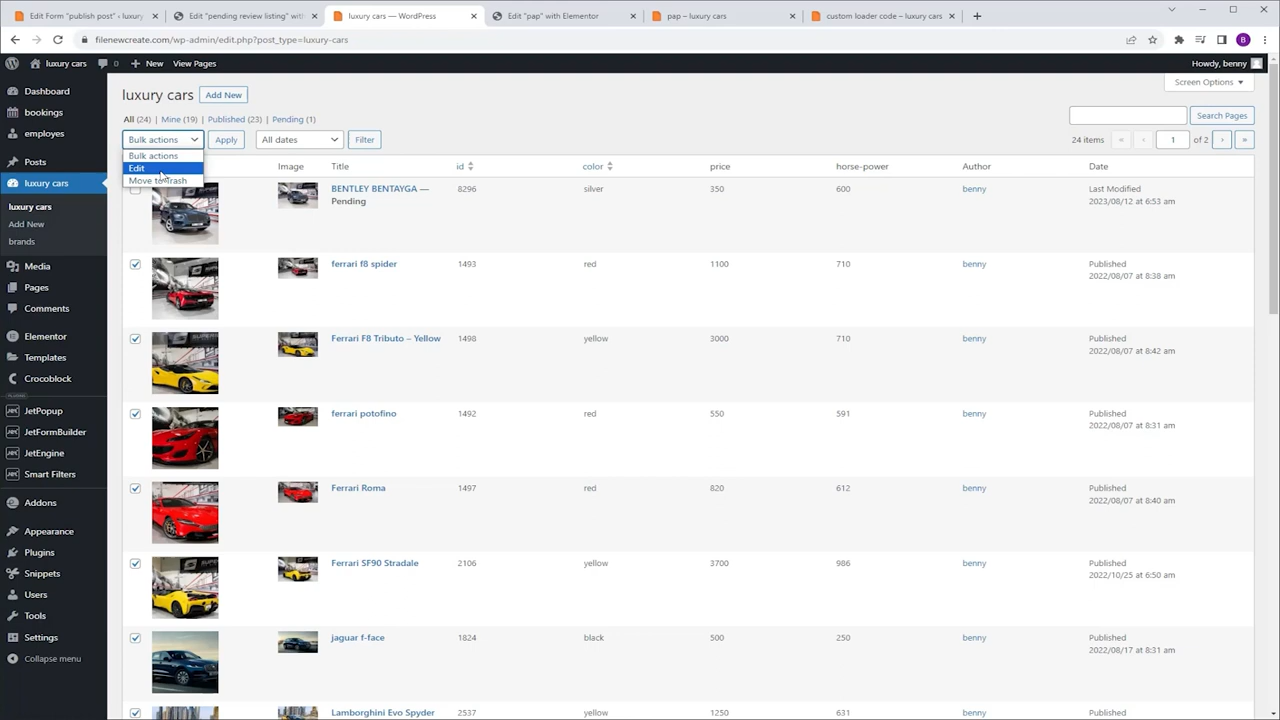 Edit Form "publish post" ‹ luxury
Edit "pending review listing" with
luxury cars — WordPress
Edit "pap" with Elementor
pap – luxury cars
custom loader code – luxury cars
filenewcreate.com/wp-admin/edit.php?post_type=luxury-cars
B
luxury cars
0
New
View Pages
Howdy, benny
Dashboard
bookings
employes
Posts
luxury cars
luxury cars
Add New
brands
Media
Pages
Comments
Elementor
Templates
Crocoblock
JetPopup
JetFormBuilder
JetEngine
Smart Filters
Addons
Appearance
Plugins
Snippets
Users
Tools
Settings
Collapse menu
luxury cars
Add New
Screen Options
All (24) | Mine (19) | Published (23) | Pending (1)
Search Pages
Bulk actions
Apply
All dates
Filter
24 items
«
‹
1
of 2
›
»
Bulk actions
Edit
Move to Trash
Image
Title
id
color
price
horse-power
Author
Date
BENTLEY BENTAYGA —
Pending
8296
silver
350
600
benny
Last Modified
2023/08/12 at 6:53 am
ferrari f8 spider
1493
red
1100
710
benny
Published
2022/08/07 at 8:38 am
Ferrari F8 Tributo – Yellow
1498
yellow
3000
710
benny
Published
2022/08/07 at 8:42 am
ferrari potofino
1492
red
550
591
benny
Published
2022/08/07 at 8:31 am
Ferrari Roma
1497
red
820
612
benny
Published
2022/08/07 at 8:40 am
Ferrari SF90 Stradale
2106
yellow
3700
986
benny
Published
2022/10/25 at 6:50 am
jaguar f-face
1824
black
500
250
benny
Published
2022/08/17 at 8:31 am
Lamborghini Evo Spyder
2537
yellow
1250
631
benny
Published